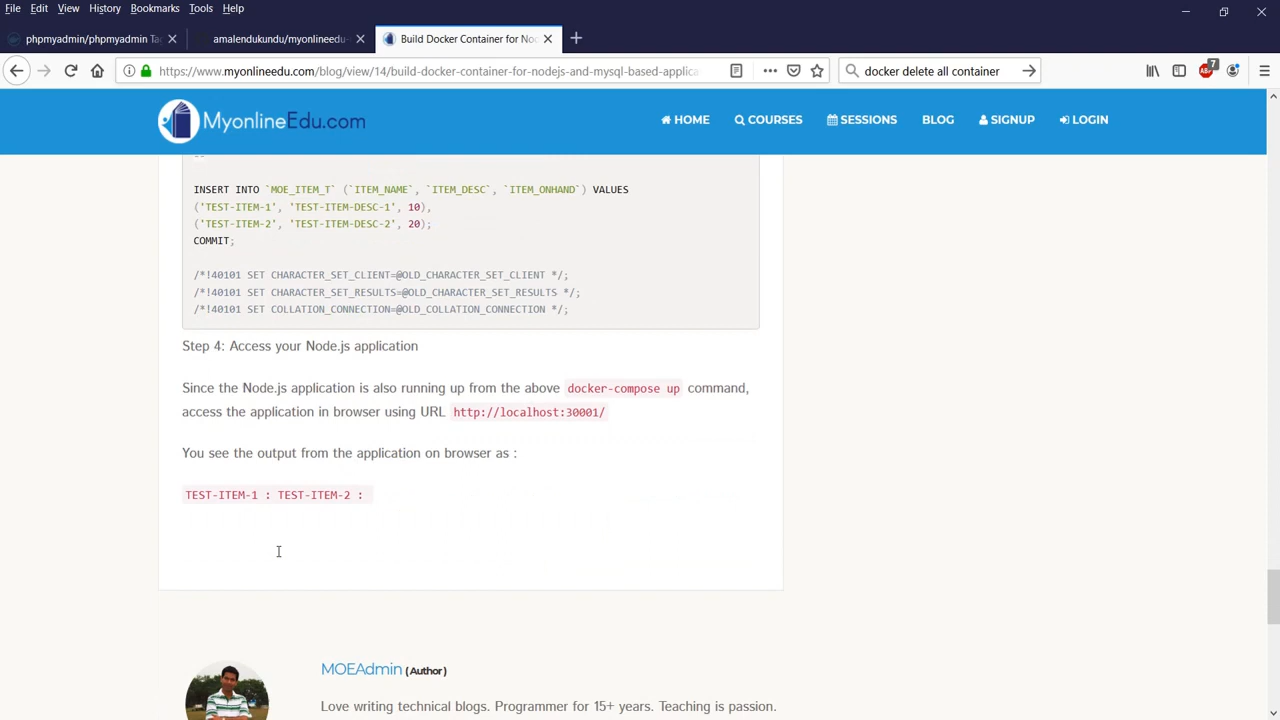 File Edit View History Bookmarks Tools Help
phpmyadmin/phpmyadmin Ta
amalendukundu/myonlineedu-
Build Docker Container for No
https://www.myonlineedu.com/blog/view/14/build-docker-container-for-nodejs-and-mysql-based-applica
docker delete all container
7
MyonlineEdu.com
HOME
COURSES
SESSIONS
BLOG
SIGNUP
LOGIN
INSERT INTO `MOE_ITEM_T` (`ITEM_NAME`, `ITEM_DESC`, `ITEM_ONHAND`) VALUES
('TEST-ITEM-1', 'TEST-ITEM-DESC-1', 10),
('TEST-ITEM-2', 'TEST-ITEM-DESC-2', 20);
COMMIT;
/*!40101 SET CHARACTER_SET_CLIENT=@OLD_CHARACTER_SET_CLIENT */;
/*!40101 SET CHARACTER_SET_RESULTS=@OLD_CHARACTER_SET_RESULTS */;
/*!40101 SET COLLATION_CONNECTION=@OLD_COLLATION_CONNECTION */;
Step 4: Access your Node.js application
Since the Node.js application is also running up from the above docker-compose up command,
access the application in browser using URL http://localhost:30001/
You see the output from the application on browser as :
TEST-ITEM-1 : TEST-ITEM-2 :
MOEAdmin ( Author )
Love writing technical blogs. Programmer for 15+ years. Teaching is passion.